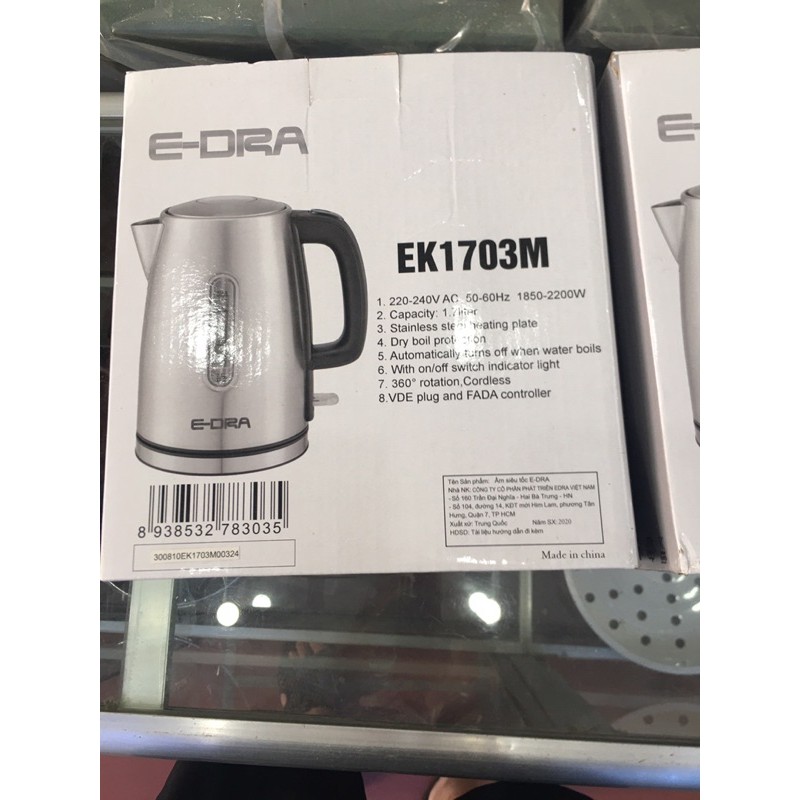 E-DRA
E-
EK1703M
1. 220-240V AC 50-60Hz 1850-2200W
2. Capacity: 1.7liter
3. Stainless steel heating plate
4. Dry boil protection
5. Automatically turns off when water boils
6. With on/off switch indicator light
7. 360° rotation,Cordless
8.VDE plug and FADA controller
E-DRA
Tên Sản phẩm: Ấm siêu tốc E-DRA
Nhà NK: CÔNG TY CỔ PHẦN PHÁT TRIỂN EDRA VIỆT NAM
- Số 160 Trần Đại Nghĩa - Hai Bà Trưng - HN
- Số 104, đường 14, KĐT mới Him Lam, phường Tân
Hưng, Quận 7, TP HCM
Xuất xứ: Trung Quốc Năm SX: 2020
HDSD: Tài liệu hướng dẫn đi kèm
8 938532 783035
300810EK1703M00324
Made in china